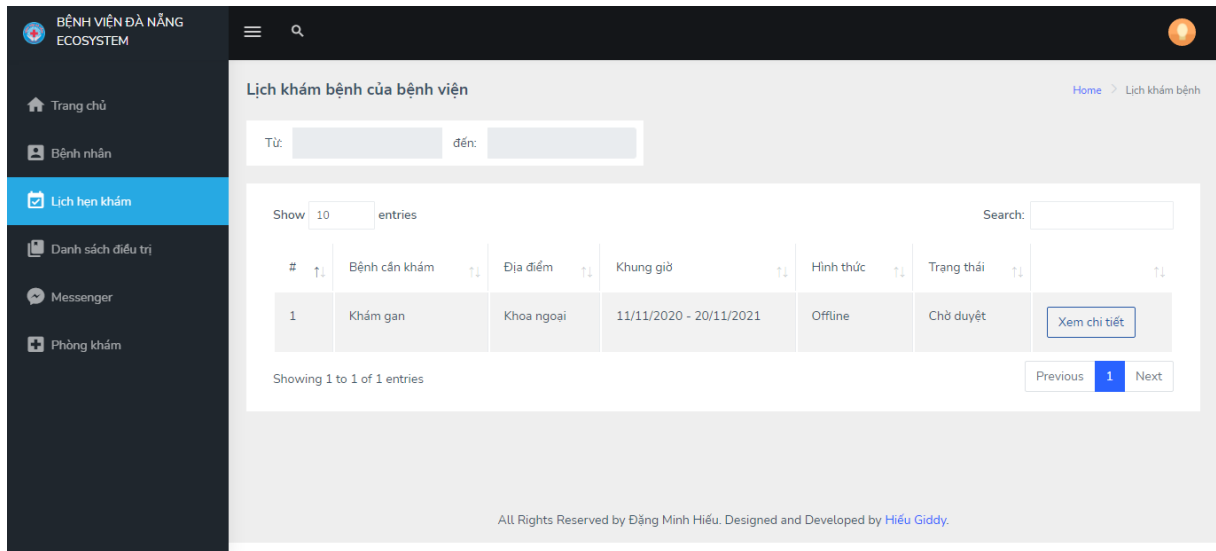 BỆNH VIỆN ĐÀ NẴNG
ECOSYSTEM
Trang chủ
Bệnh nhân
Lịch hẹn khám
Danh sách điều trị
Messenger
Phòng khám
Lịch khám bệnh của bệnh viện
Home > Lịch khám bệnh
Từ: đến:
Show 10 entries Search:
# Bệnh cần khám Địa điểm Khung giờ Hình thức Trạng thái
1 Khám gan Khoa ngoại 11/11/2020 - 20/11/2021 Offline Chờ duyệt Xem chi tiết
Showing 1 to 1 of 1 entries Previous 1 Next
All Rights Reserved by Đặng Minh Hiếu. Designed and Developed by Hiếu Giddy.